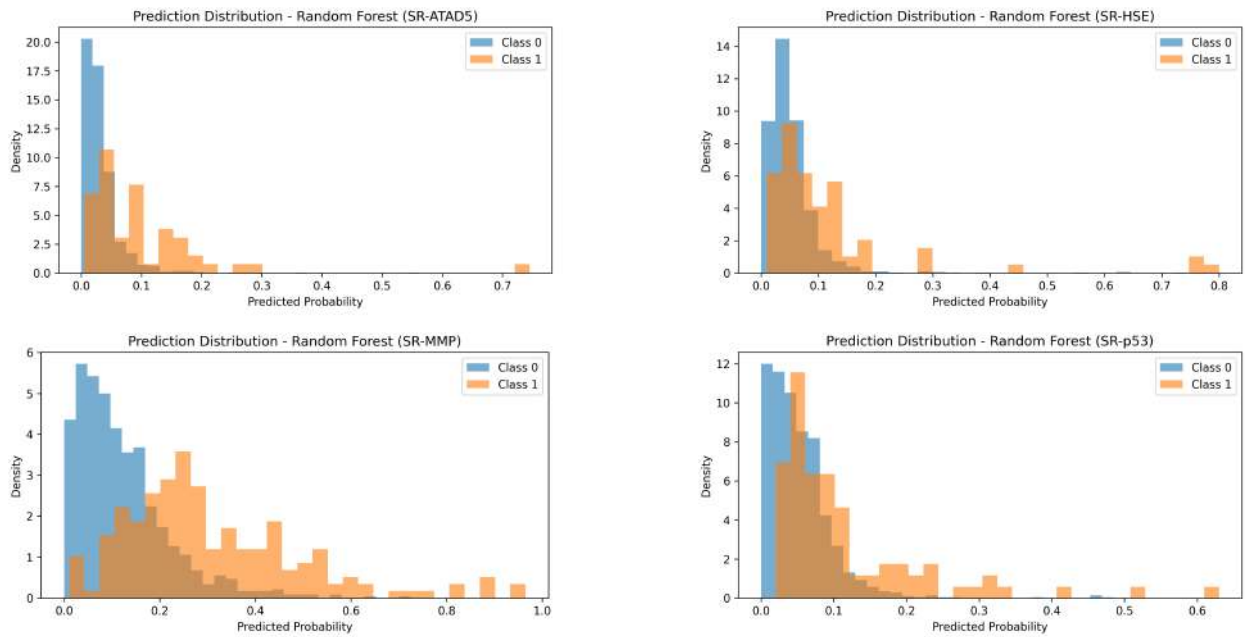 Prediction Distribution - Random Forest (SR-ATAD5)
Class 0
Class 1
20.0
17.5
15.0
12.5
10.0
7.5
5.0
2.5
0.0
Density
0.0 0.1 0.2 0.3 0.4 0.5 0.6 0.7
Predicted Probability
Prediction Distribution - Random Forest (SR-HSE)
Class 0
Class 1
14
12
10
8
6
4
2
0
Density
0.0 0.1 0.2 0.3 0.4 0.5 0.6 0.7 0.8
Predicted Probability
Prediction Distribution - Random Forest (SR-MMP)
Class 0
Class 1
6
5
4
3
2
1
0
Density
0.0 0.2 0.4 0.6 0.8 1.0
Predicted Probability
Prediction Distribution - Random Forest (SR-p53)
Class 0
Class 1
12
10
8
6
4
2
0
Density
0.0 0.1 0.2 0.3 0.4 0.5 0.6
Predicted Probability